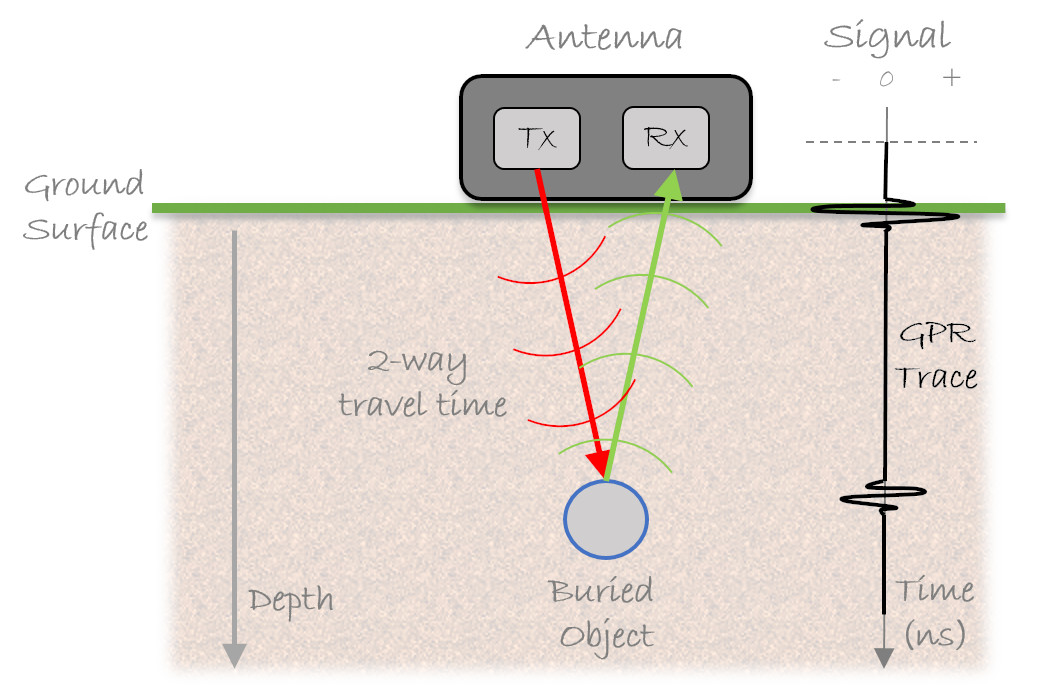 Antenna
Signal
- 0 +
TX
RX
Ground
Surface
GPR
Trace
2-way
travel time
Depth
Buried
Object
Time
(ns)